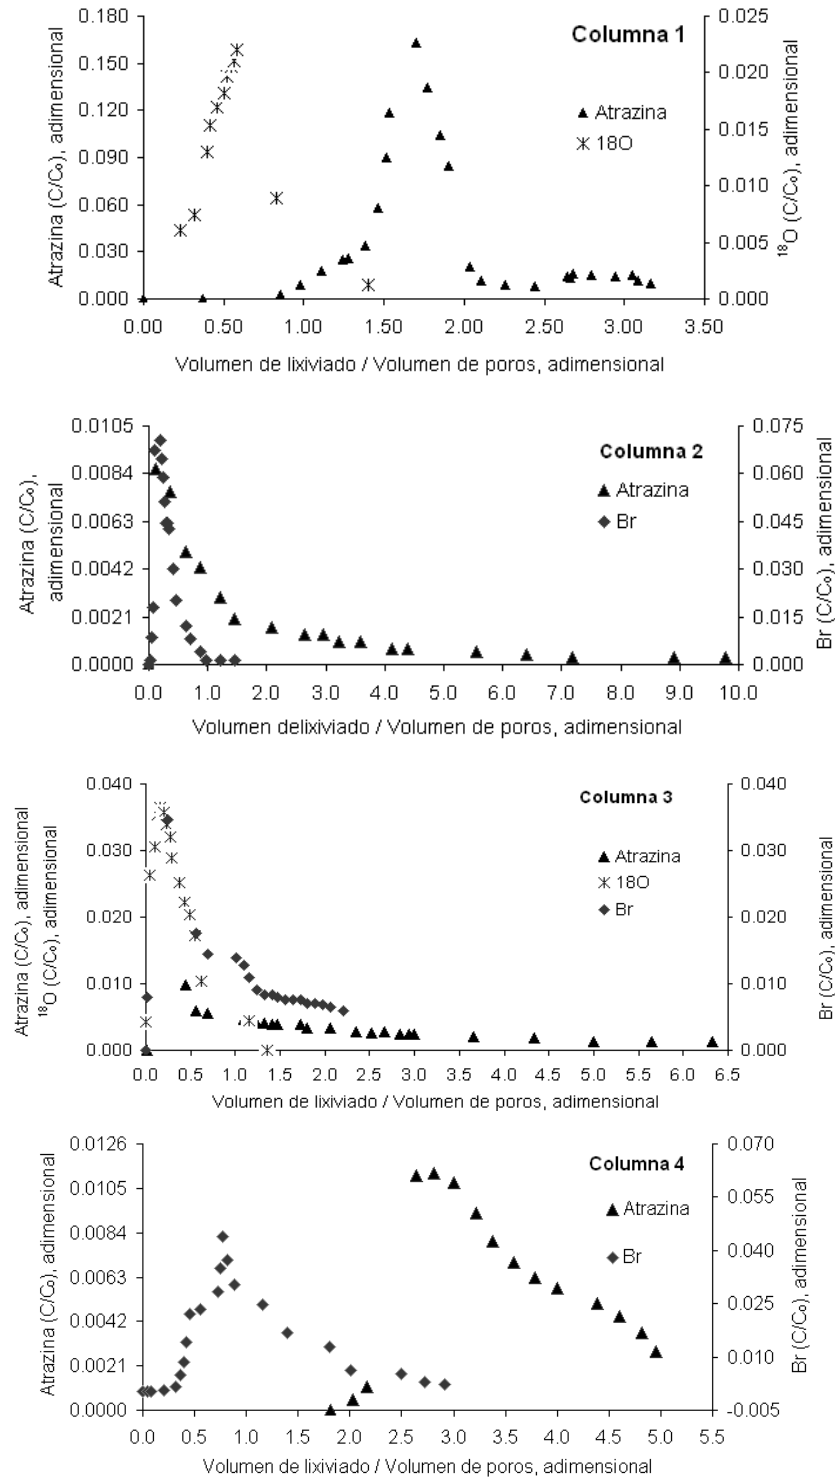 Columna 1
Atrazina (C/C₀), adimensional
0.180
0.150
0.120
0.090
0.060
0.030
0.000
Atrazina
18O
0.025
0.020
0.015
0.010
0.005
0.000
¹⁸O (C/C₀), adimensional
0.00 0.50 1.00 1.50 2.00 2.50 3.00 3.50
Volumen de lixiviado / Volumen de poros, adimensional
Columna 2
Atrazina (C/C₀),
adimensional
0.0105
0.0084
0.0063
0.0042
0.0021
0.0000
Atrazina
Br
0.075
0.060
0.045
0.030
0.015
0.000
Br (C/C₀), adimensional
0.0 1.0 2.0 3.0 4.0 5.0 6.0 7.0 8.0 9.0 10.0
Volumen delixiviado / Volumen de poros, adimensional
Columna 3
Atrazina (C/C₀), adimensional
¹⁸O (C/C₀), adimensional
0.040
0.030
0.020
0.010
0.000
Atrazina
18O
Br
0.040
0.030
0.020
0.010
0.000
Br (C/C₀), adimensional
0.0 0.5 1.0 1.5 2.0 2.5 3.0 3.5 4.0 4.5 5.0 5.5 6.0 6.5
Volumen de lixiviado / Volumen de poros, adimensional
Columna 4
Atrazina (C/C₀), adimensional
0.0126
0.0105
0.0084
0.0063
0.0042
0.0021
0.0000
Atrazina
Br
0.070
0.055
0.040
0.025
0.010
-0.005
Br (C/C₀), adimensional
0.0 0.5 1.0 1.5 2.0 2.5 3.0 3.5 4.0 4.5 5.0 5.5
Volumen de lixiviado / Volumen de poros, adimensional